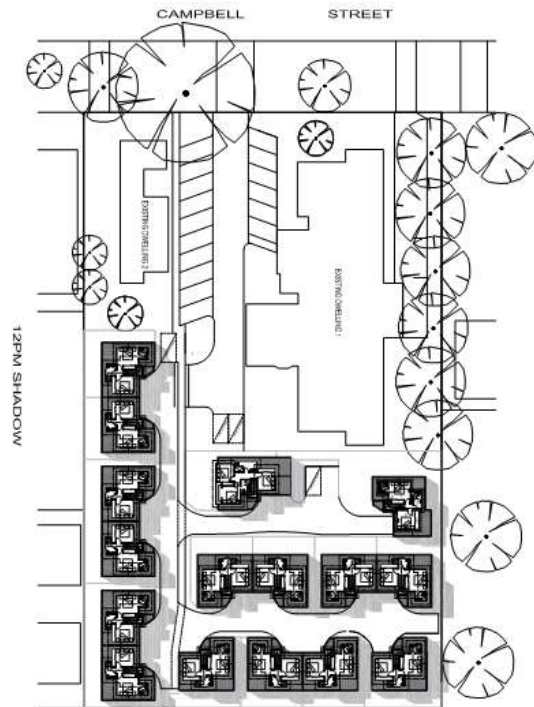 CAMPBELL STREET
EXISTING DWELLING 2
EXISTING DWELLING 1
12PM SHADOW